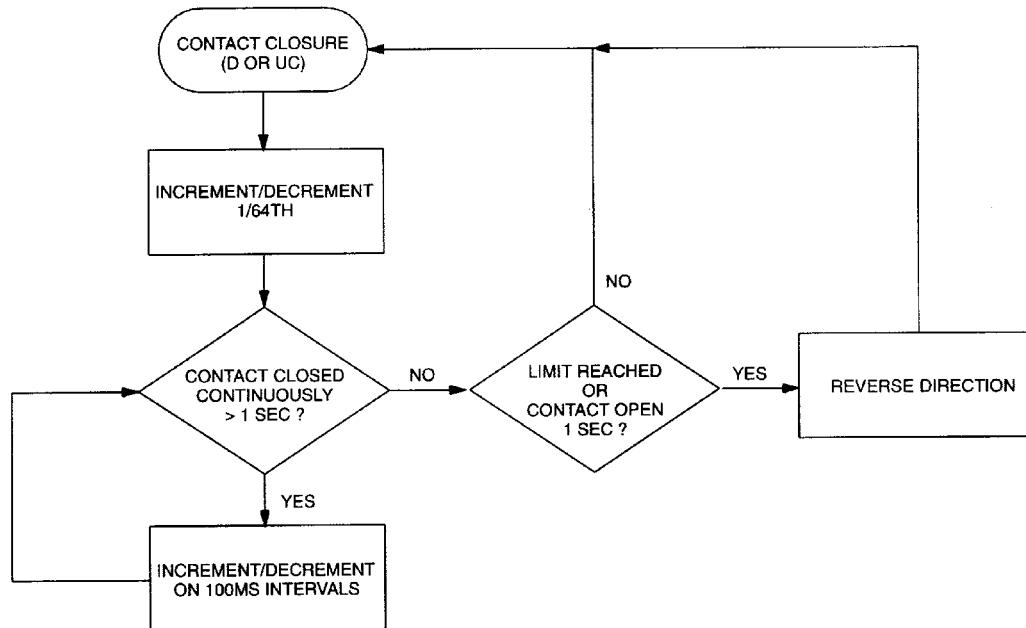 CONTACT CLOSURE
(D OR UC)
INCREMENT/DECREMENT
1/64TH
CONTACT CLOSED
CONTINUOUSLY
> 1 SEC ?
NO
LIMIT REACHED
OR
CONTACT OPEN
1 SEC ?
NO
YES
REVERSE DIRECTION
YES
INCREMENT/DECREMENT
ON 100MS INTERVALS